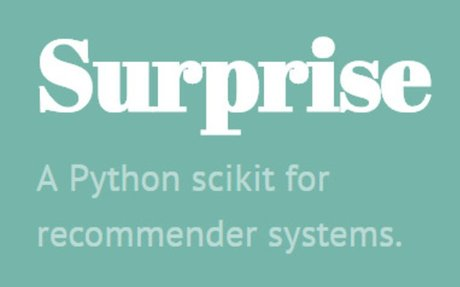 Surprise
A Python scikit for
recommender systems.